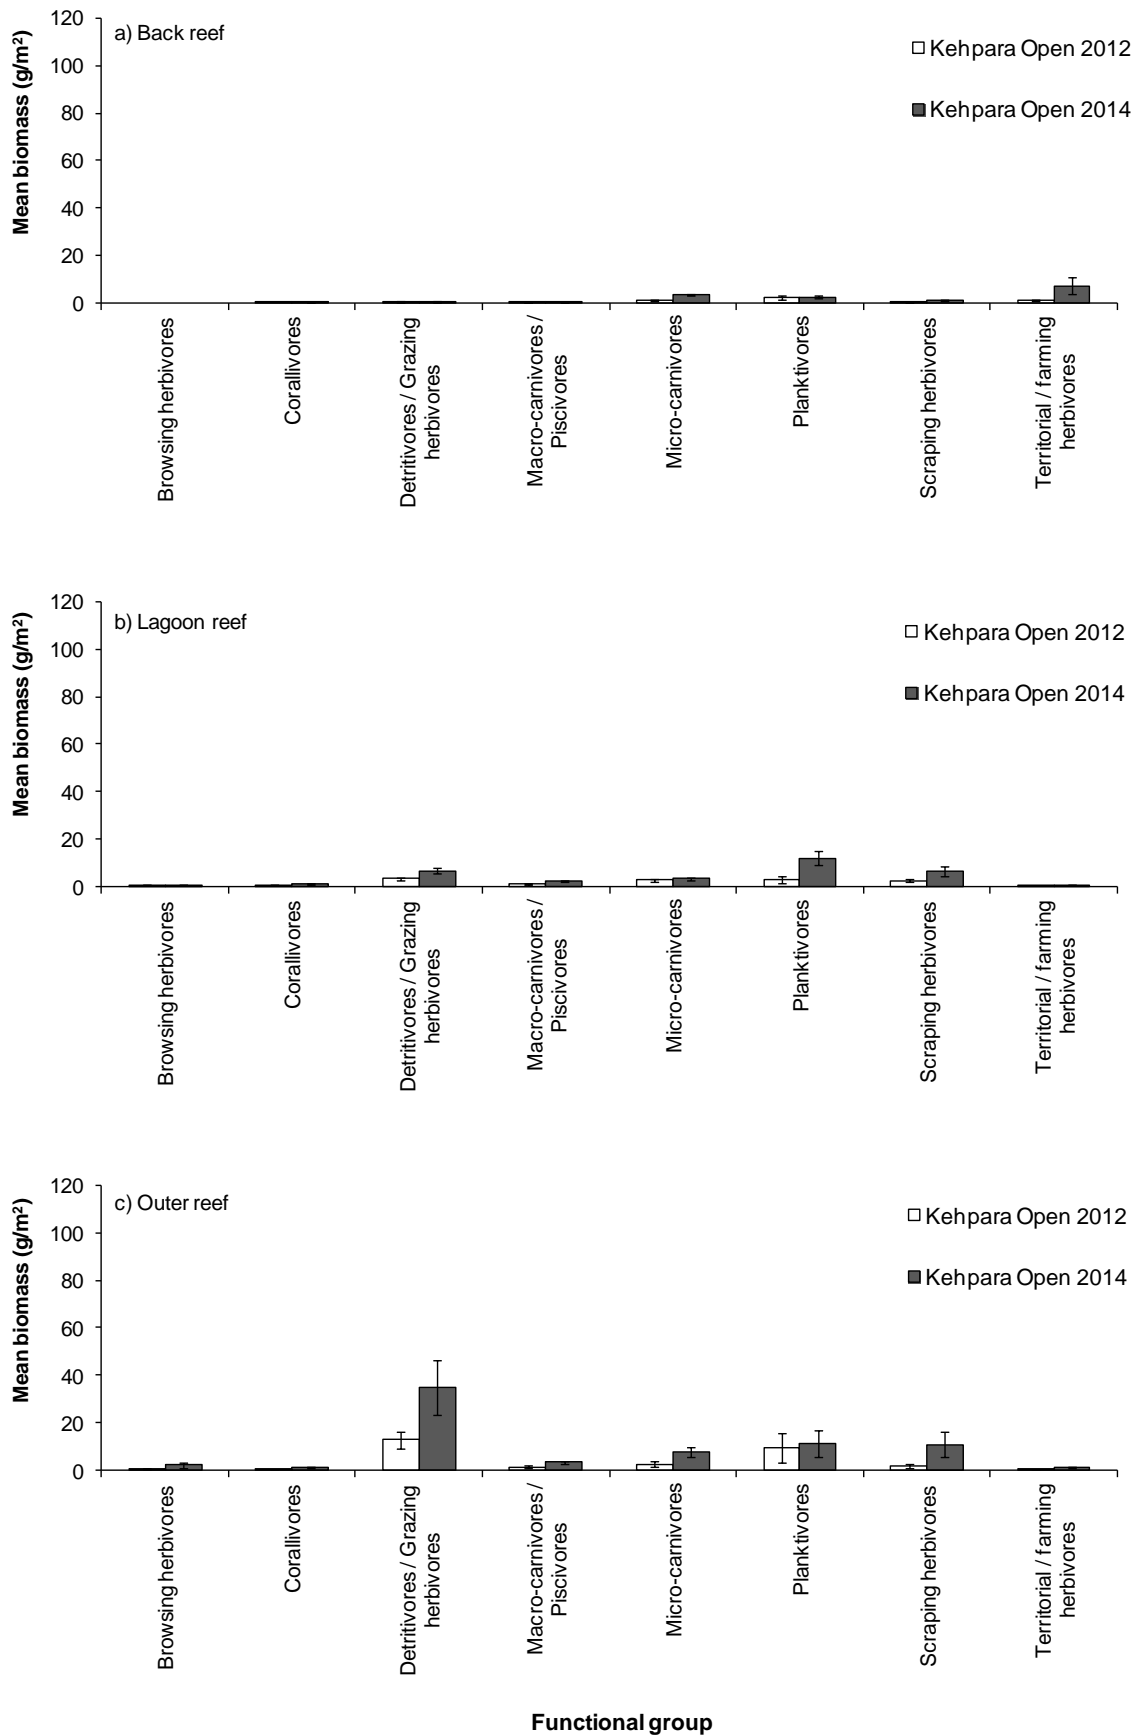 a) Back reef
Kehpara Open 2012
Kehpara Open 2014
Mean biomass (g/m²)
120
100
80
60
40
20
0
Browsing herbivores
Corallivores
Detritivores / Grazing
herbivores
Macro-carnivores /
Piscivores
Micro-carnivores
Planktivores
Scraping herbivores
Territorial / farming
herbivores
b) Lagoon reef
Kehpara Open 2012
Kehpara Open 2014
Mean biomass (g/m²)
120
100
80
60
40
20
0
Browsing herbivores
Corallivores
Detritivores / Grazing
herbivores
Macro-carnivores /
Piscivores
Micro-carnivores
Planktivores
Scraping herbivores
Territorial / farming
herbivores
c) Outer reef
Kehpara Open 2012
Kehpara Open 2014
Mean biomass (g/m²)
120
100
80
60
40
20
0
Browsing herbivores
Corallivores
Detritivores / Grazing
herbivores
Macro-carnivores /
Piscivores
Micro-carnivores
Planktivores
Scraping herbivores
Territorial / farming
herbivores
Functional group